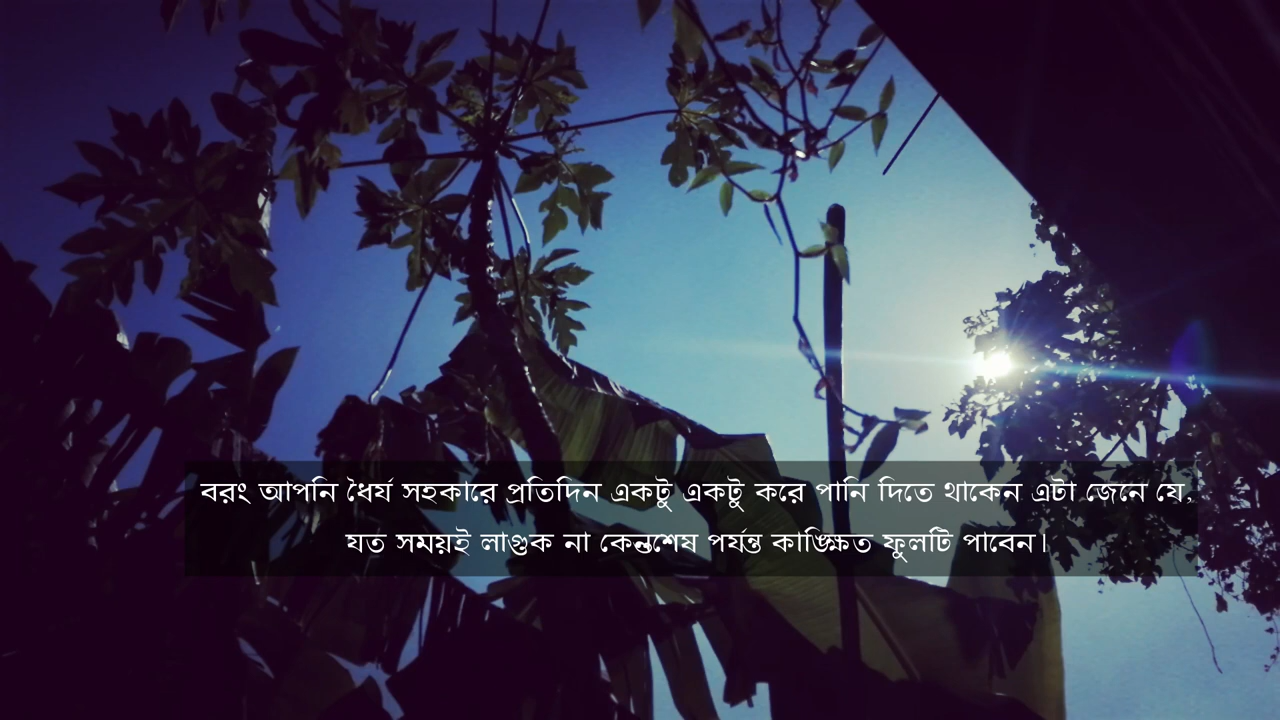 বরং আপনি ধৈর্য সহকারে প্রতিদিন একটু একটু করে পানি দিতে থাকেন এটা জেনে যে,
যত সময়ই লাগুক না কেন শেষ পর্যন্ত কাঙ্ক্ষিত ফুলটি পাবেন।